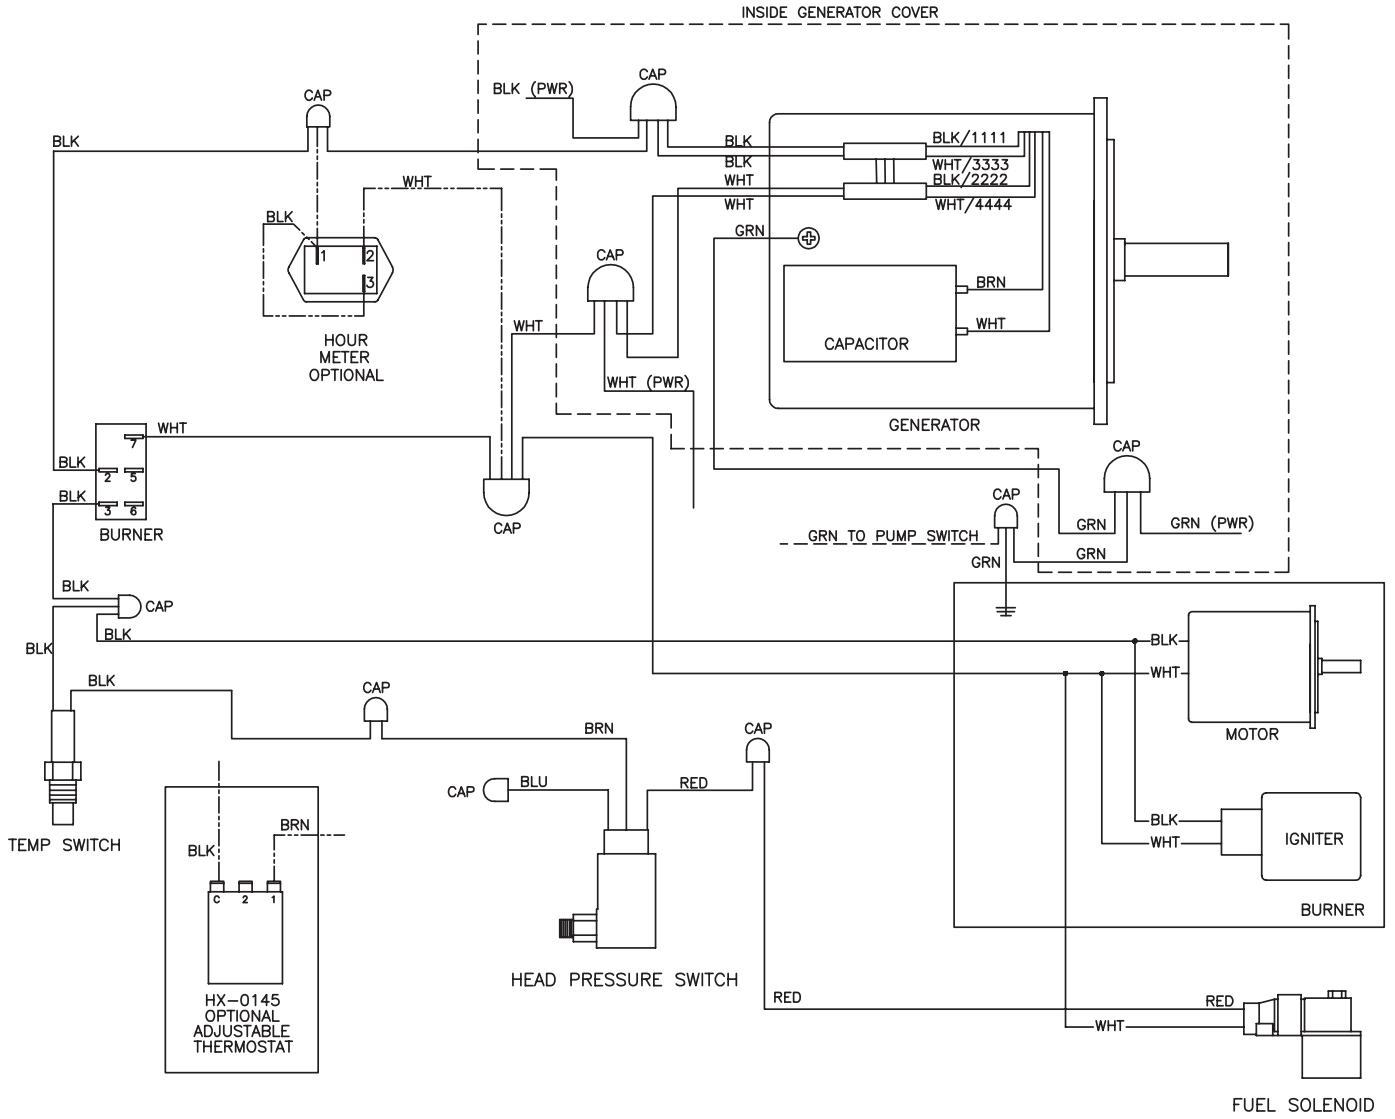 INSIDE GENERATOR COVER
CAP
BLK (PWR)
CAP
BLK
BLK
BLK
BLK/1111
WHT/3333
WHT
WHT
BLK/2222
WHT
WHT/4444
BLK
GRN
1
2
3
CAP
BRN
HOUR
METER
OPTIONAL
WHT
WHT
CAPACITOR
WHT (PWR)
GENERATOR
7
WHT
BLK
2
5
BLK
3
6
BURNER
CAP
CAP
CAP
GRN TO PUMP SWITCH
GRN
GRN (PWR)
GRN
GRN
BLK
CAP
BLK
BLK
BLK
WHT
MOTOR
BLK
CAP
BRN
CAP
CAP
BLU
RED
TEMP SWITCH
BRN
BLK
C
2
1
HX-0145
OPTIONAL
ADJUSTABLE
THERMOSTAT
HEAD PRESSURE SWITCH
BLK
WHT
IGNITER
BURNER
RED
RED
WHT
FUEL SOLENOID